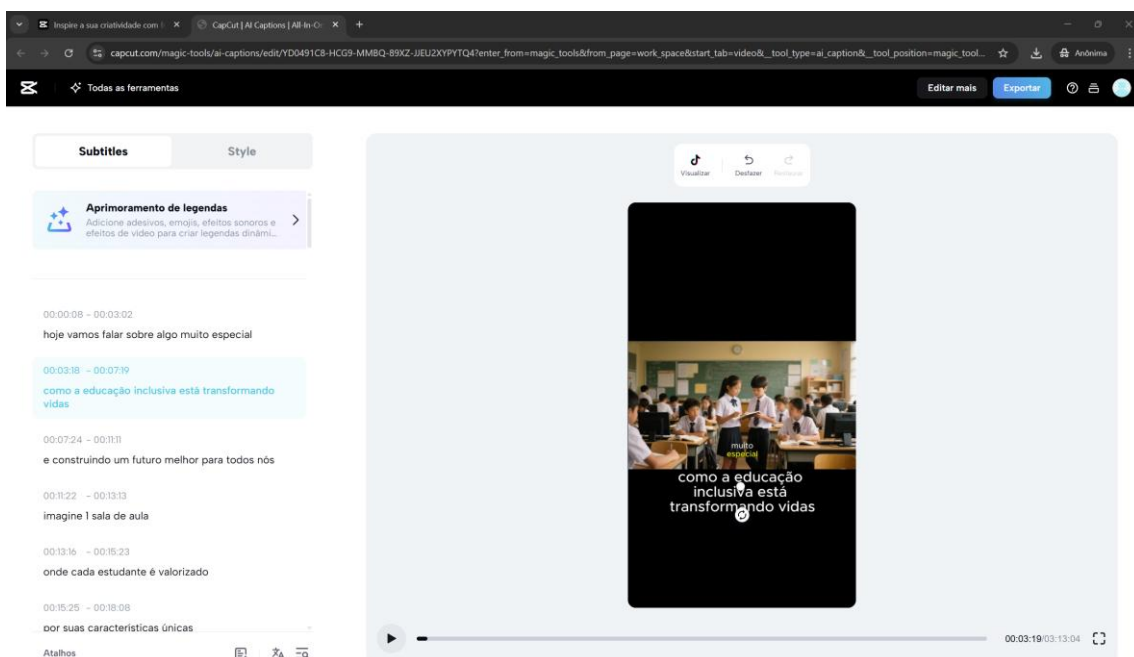 Inspire a sua criatividade com
CapCut | AI Captions | All-In-O
capcut.com/magic-tools/ai-captions/edit/YD0491C8-HCG9-MMBQ-89XZ-JJEU2XYPYTQ4?enter_from=magic_tools&from_page=work_space&start_tab=video&_tool_type=ai_caption&_tool_position=magic_tool...
Anônima
Todas as ferramentas
Editar mais
Exportar
Subtitles
Style
Visualizar
Desfazer
Aprimoramento de legendas
Adicione adesivos, emojis, efeitos sonoros e
efeitos de vídeo para criar legendas dinâmi...
00:00:08 - 00:03:02
hoje vamos falar sobre algo muito especial
00:03:18 - 00:07:19
como a educação inclusiva está transformando
vidas
00:07:24 - 00:11:11
e construindo um futuro melhor para todos nós
00:11:22 - 00:13:13
imagine 1 sala de aula
00:13:16 - 00:15:23
onde cada estudante é valorizado
00:15:25 - 00:18:08
por suas características únicas
Atalhos
muito
especial
como a educação
inclusiva está
transformando vidas
00:03:19/03:13:04